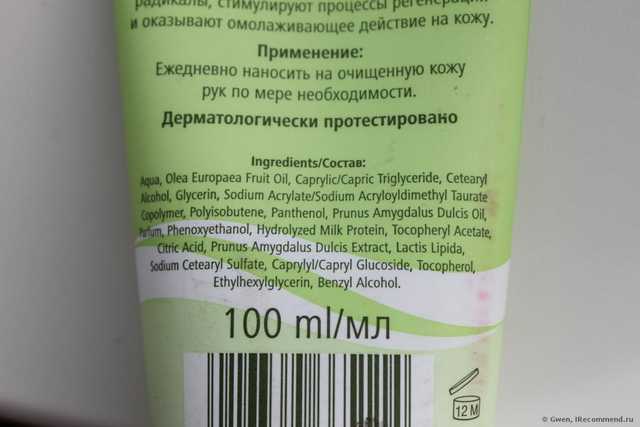 радикалы, стимулируют процессы регенерации
и оказывают омолаживающее действие на кожу.
Применение:
Ежедневно наносить на очищенную кожу
рук по мере необходимости.
Дерматологически протестировано
Ingredients/Состав:
Aqua, Olea Europaea Fruit Oil, Caprylic/Capric Triglyceride, Cetearyl
Alcohol, Glycerin, Sodium Acrylate/Sodium Acryloyldimethyl Taurate
Copolymer, Polyisobutene, Panthenol, Prunus Amygdalus Dulcis Oil,
Parfum, Phenoxyethanol, Hydrolyzed Milk Protein, Tocopheryl Acetate,
Citric Acid, Prunus Amygdalus Dulcis Extract, Lactis Lipida,
Sodium Cetearyl Sulfate, Caprylyl/Capryl Glucoside, Tocopherol,
Ethylhexylglycerin, Benzyl Alcohol.
100 ml/мл
12 M
© Gwen, IRecommend.ru